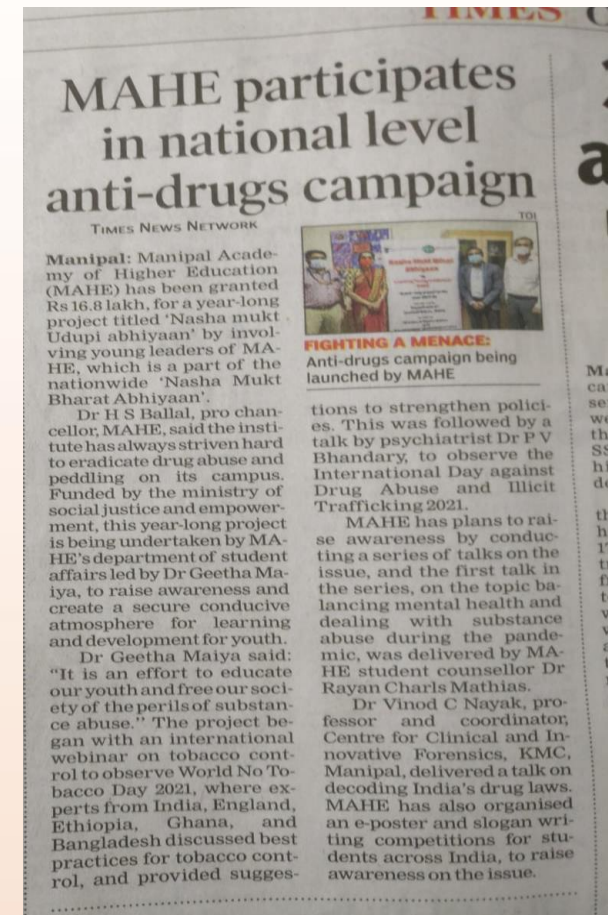 TIMES
MAHE participates
in national level
anti-drugs campaign
TIMES NEWS NETWORK
Manipal: Manipal Acade-
my of Higher Education
(MAHE) has been granted
Rs 16.8 lakh, for a year-long
project titled ‘Nasha mukt
Udupi abhiyaan’ by invol-
ving young leaders of MA-
HE, which is a part of the
nationwide ‘Nasha Mukt
Bharat Abhiyaan’.
Dr H S Ballal, pro chan-
cellor, MAHE, said the insti-
tute has always striven hard
to eradicate drug abuse and
peddling on its campus.
Funded by the ministry of
social justice and empower-
ment, this year-long project
is being undertaken by MA-
HE’s department of student
affairs led by Dr Geetha Ma-
iya, to raise awareness and
create a secure conducive
atmosphere for learning
and development for youth.
Dr Geetha Maiya said:
“It is an effort to educate
our youth and free our soci-
ety of the perils of substan-
ce abuse.” The project be-
gan with an international
webinar on tobacco cont-
rol to observe World No To-
bacco Day 2021, where ex-
perts from India, England,
Ethiopia, Ghana, and
Bangladesh discussed best
practices for tobacco cont-
rol, and provided sugges-
TOI
Nasha Mukt Bharat
Abhiyaan
FIGHTING A MENACE:
Anti-drugs campaign being
launched by MAHE
tions to strengthen polici-
es. This was followed by a
talk by psychiatrist Dr P V
Bhandary, to observe the
International Day against
Drug Abuse and Illicit
Trafficking 2021.
MAHE has plans to rai-
se awareness by conduc-
ting a series of talks on the
issue, and the first talk in
the series, on the topic ba-
lancing mental health and
dealing with substance
abuse during the pande-
mic, was delivered by MA-
HE student counsellor Dr
Rayan Charls Mathias.
Dr Vinod C Nayak, pro-
fessor and coordinator,
Centre for Clinical and In-
novative Forensics, KMC,
Manipal, delivered a talk on
decoding India’s drug laws.
MAHE has also organised
an e-poster and slogan wri-
ting competitions for stu-
dents across India, to raise
awareness on the issue.